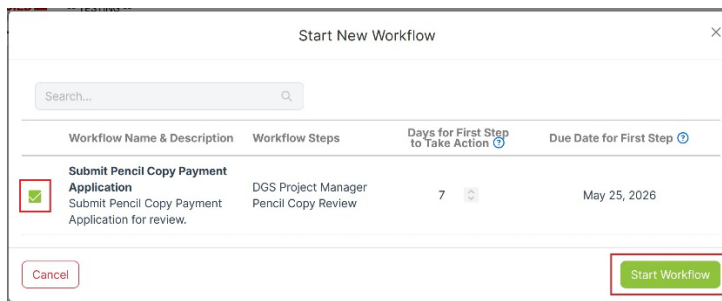 -- TESTING --
Start New Workflow
Search...
Workflow Name & Description Workflow Steps Days for First Step to Take Action Due Date for First Step
Submit Pencil Copy Payment
Application
Submit Pencil Copy Payment
Application for review.
DGS Project Manager
Pencil Copy Review
7
May 25, 2026
Cancel
Start Workflow